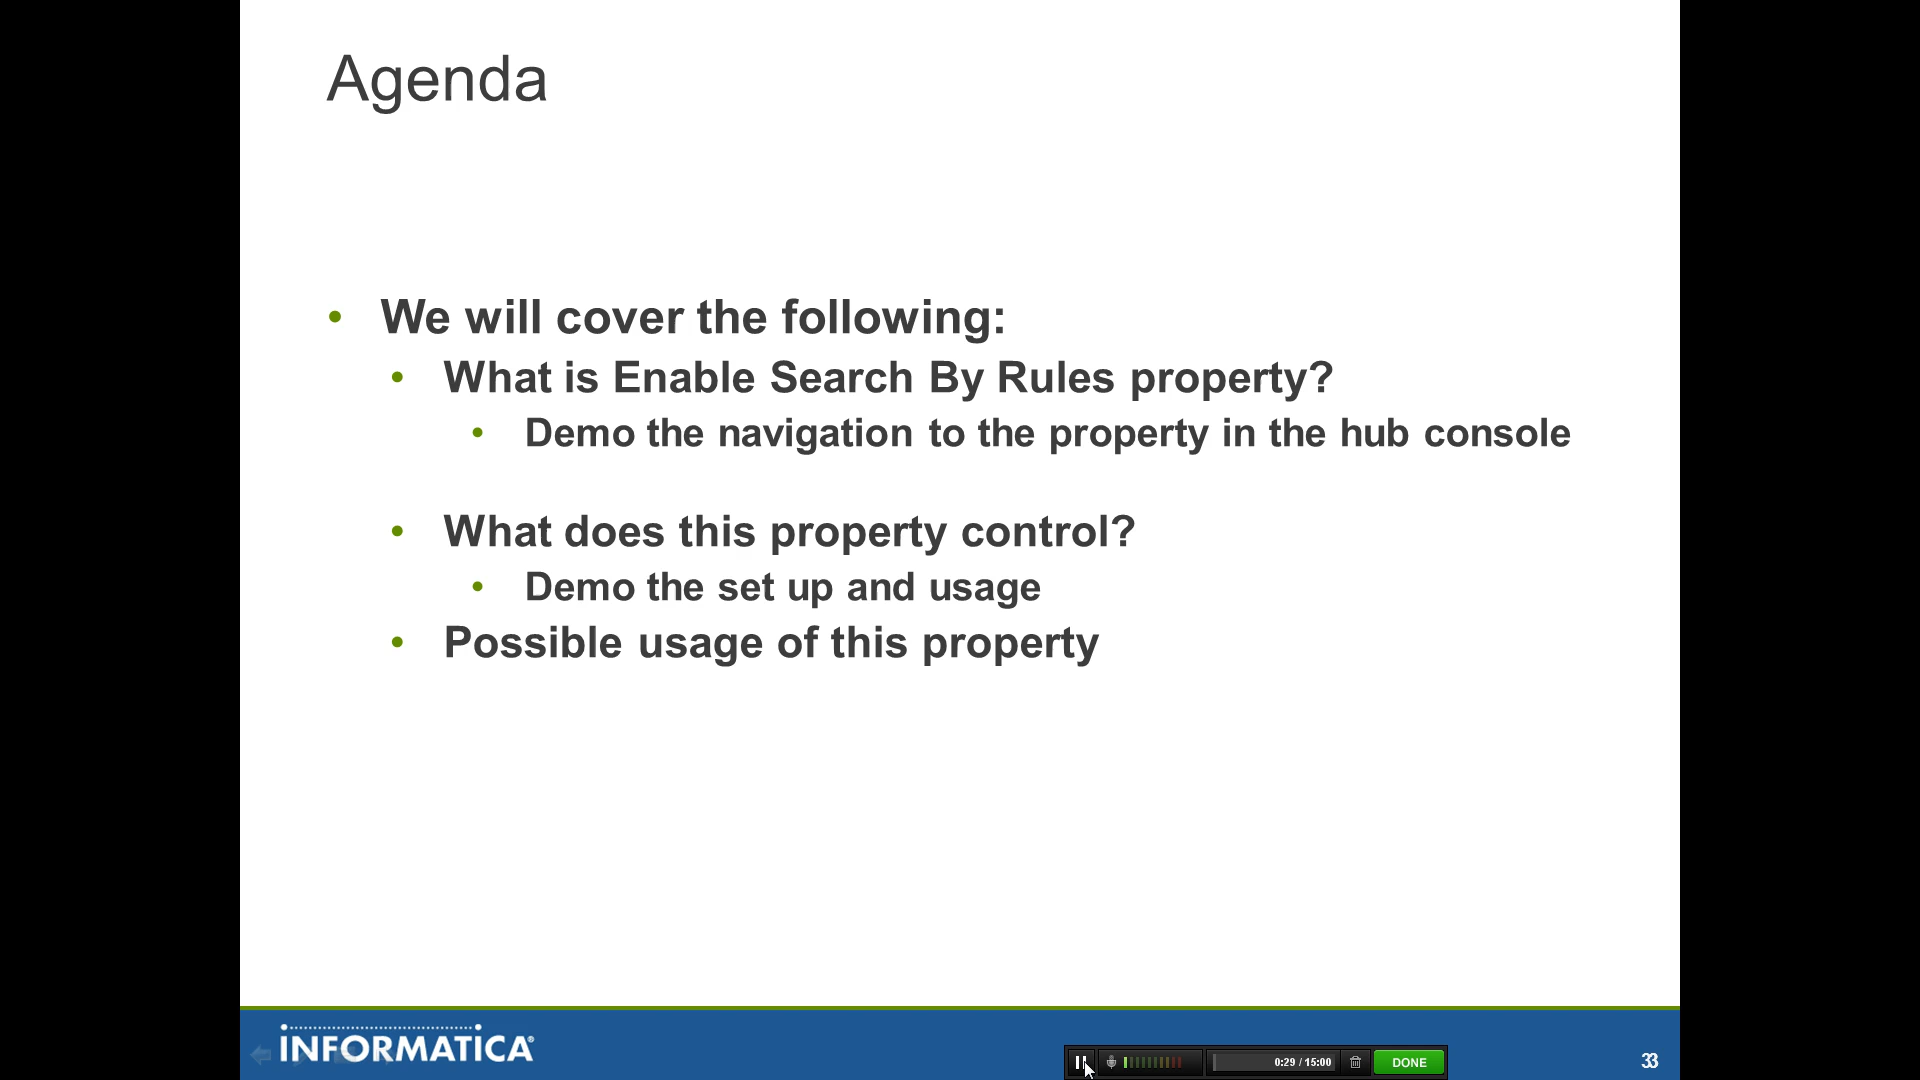 Agenda
• We will cover the following:
• What is Enable Search By Rules property?
• Demo the navigation to the property in the hub console
• What does this property control?
• Demo the set up and usage
• Possible usage of this property
INFORMATICA®
0:29 / 15:00
DONE
33